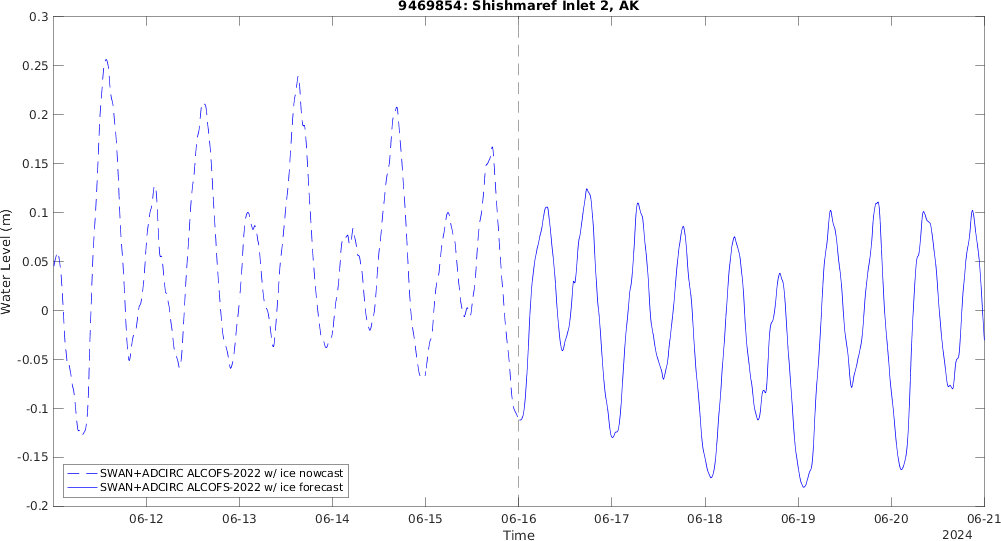 9469854: Shishmaref Inlet 2, AK
0.3
0.25
0.2
0.15
0.1
0.05
0
-0.05
-0.1
-0.15
-0.2
Water Level (m)
SWAN+ADCIRC ALCOFS-2022 w/ ice nowcast
SWAN+ADCIRC ALCOFS-2022 w/ ice forecast
06-12 06-13 06-14 06-15 06-16 06-17 06-18 06-19 06-20 06-21
Time
2024